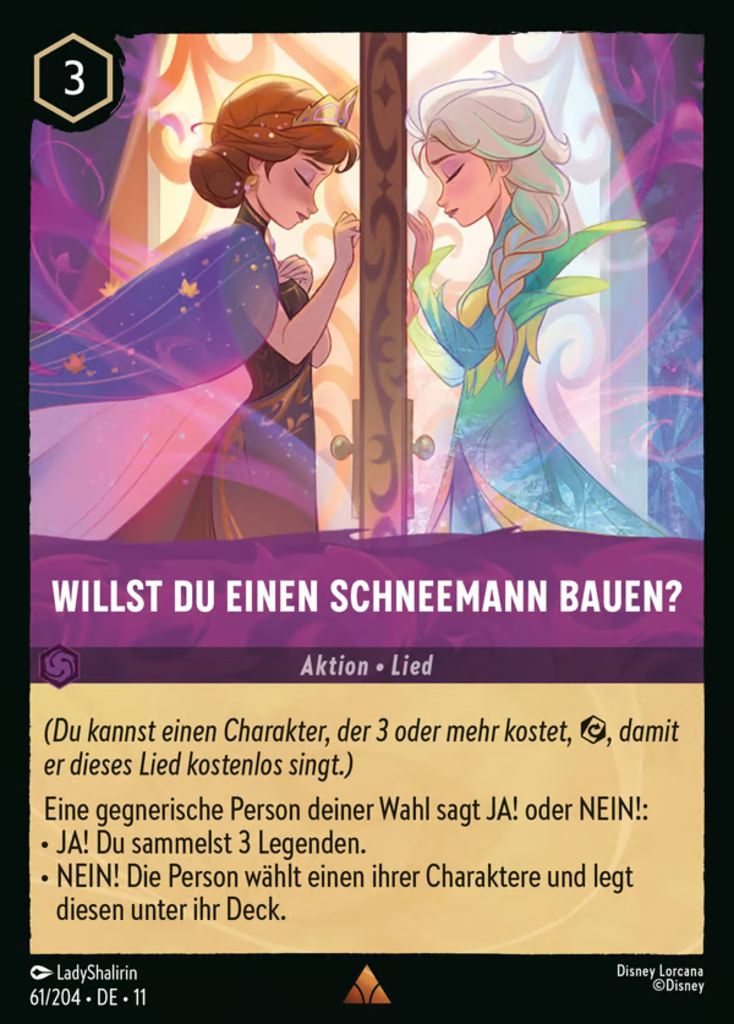 3
WILLST DU EINEN SCHNEEMANN BAUEN?
Aktion • Lied
(Du kannst einen Charakter, der 3 oder mehr kostet, , damit
er dieses Lied kostenlos singt.)
Eine gegnerische Person deiner Wahl sagt JA! oder NEIN!:
• JA! Du sammelst 3 Legenden.
• NEIN! Die Person wählt einen ihrer Charaktere und legt
diesen unter ihr Deck.
LadyShalirin
Disney Lorcana
61/204 • DE • 11
©Disney